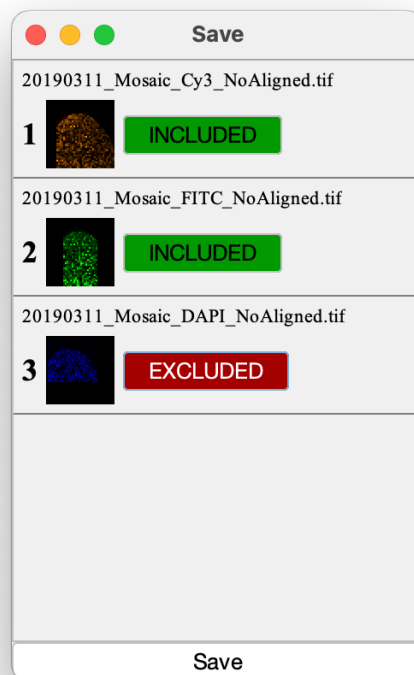 Save
20190311_Mosaic_Cy3_NoAligned.tif
1 INCLUDED
20190311_Mosaic_FITC_NoAligned.tif
2 INCLUDED
20190311_Mosaic_DAPI_NoAligned.tif
3 EXCLUDED
Save